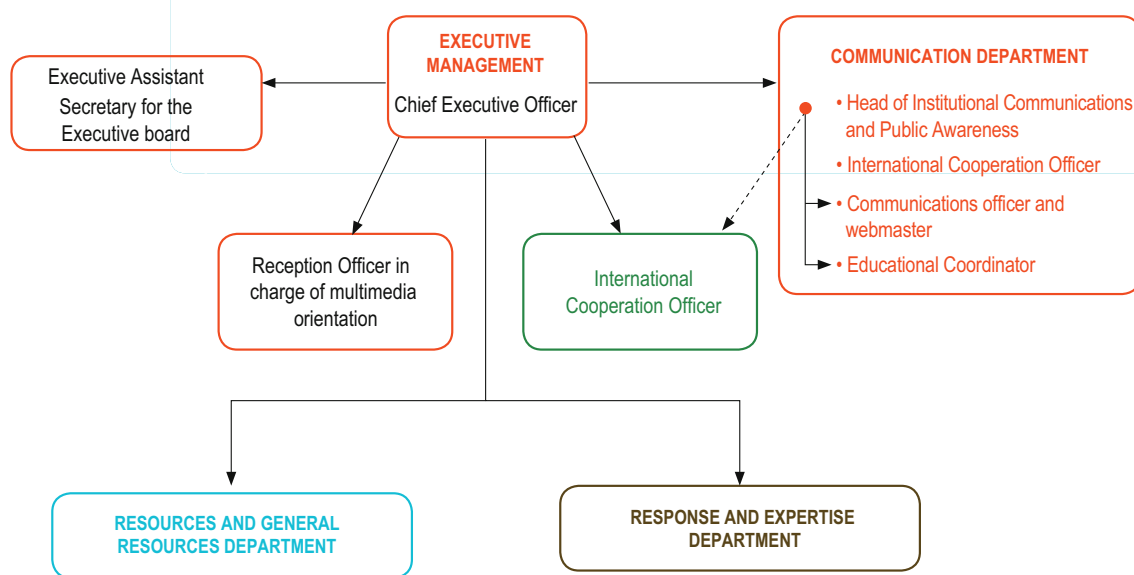 EXECUTIVE
MANAGEMENT
Chief Executive Officer
Executive Assistant
Secretary for the
Executive board
COMMUNICATION DEPARTMENT
• Head of Institutional Communications
and Public Awareness
• International Cooperation Officer
• Communications officer and
webmaster
• Educational Coordinator
Reception Officer in
charge of multimedia
orientation
International
Cooperation Officer
RESOURCES AND GENERAL
RESOURCES DEPARTMENT
RESPONSE AND EXPERTISE
DEPARTMENT